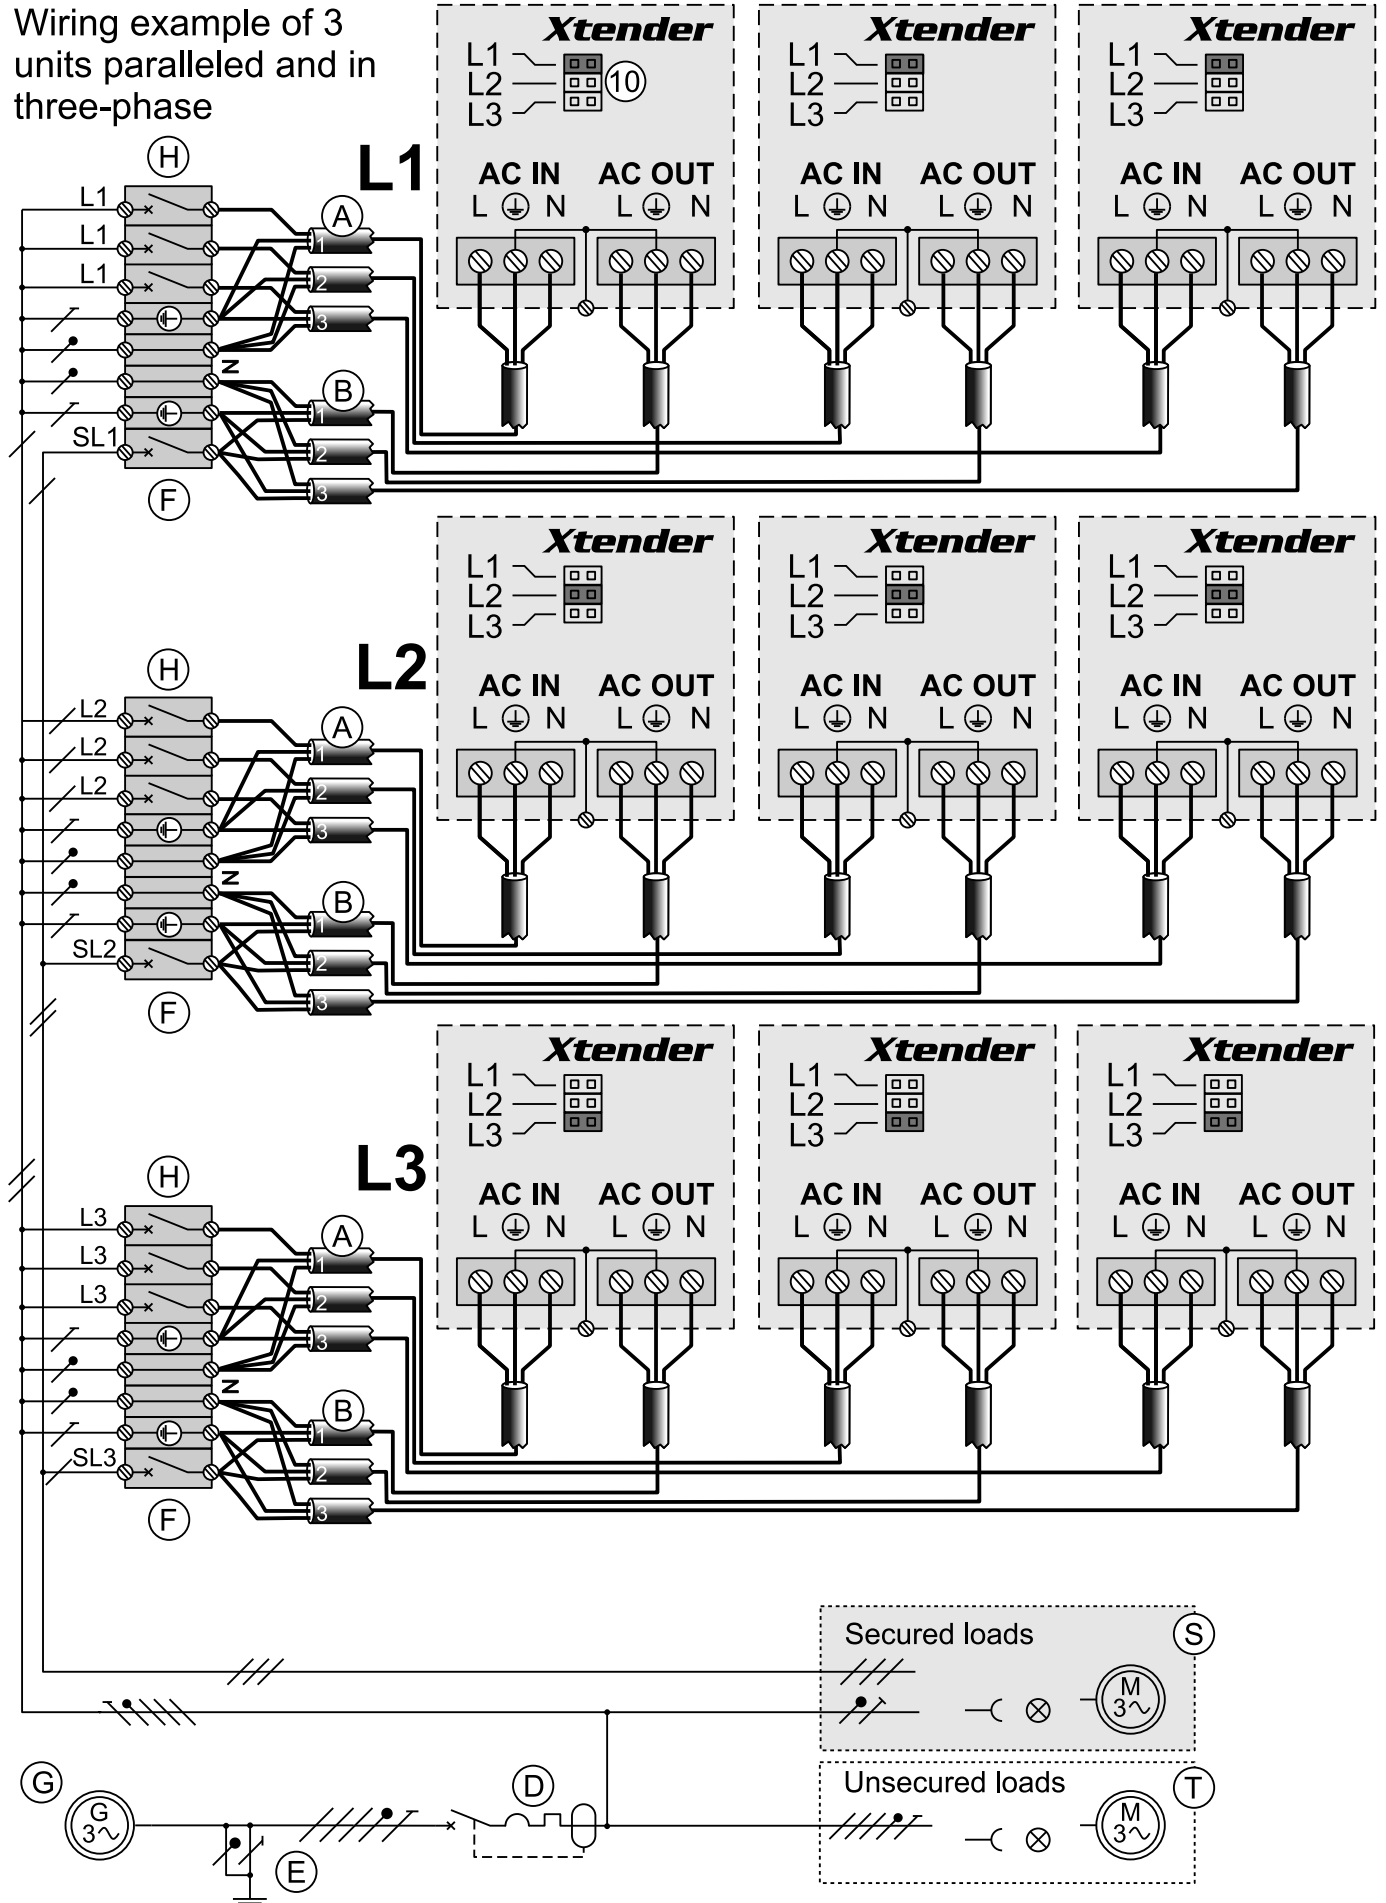 Wiring example of 3
units paralleled and in
three-phase
Xtender Xtender Xtender
L1 L1 L1
L2 10 L2 L2
L3 L3 L3
H
L1
AC IN AC OUT AC IN AC OUT AC IN AC OUT
L N L N L N L N L N L N
L1
A
L1
1
L1
2
3
N
B
1
SL1
2
3
F
Xtender Xtender Xtender
L1 L1 L1
L2 L2 L2
L3 L3 L3
L2
H
AC IN AC OUT AC IN AC OUT AC IN AC OUT
L N L N L N L N L N L N
L2
A
L2
1
L2
2
3
N
B
1
SL2
2
3
F
Xtender Xtender Xtender
L1 L1 L1
L2 L2 L2
L3 L3 L3
L3
H
AC IN AC OUT AC IN AC OUT AC IN AC OUT
L N L N L N L N L N L N
L3
A
L3
1
L3
2
3
N
B
1
SL3
2
3
F
Secured loads S
M
3~
G
G
3~
D
E
Unsecured loads T
M
3~